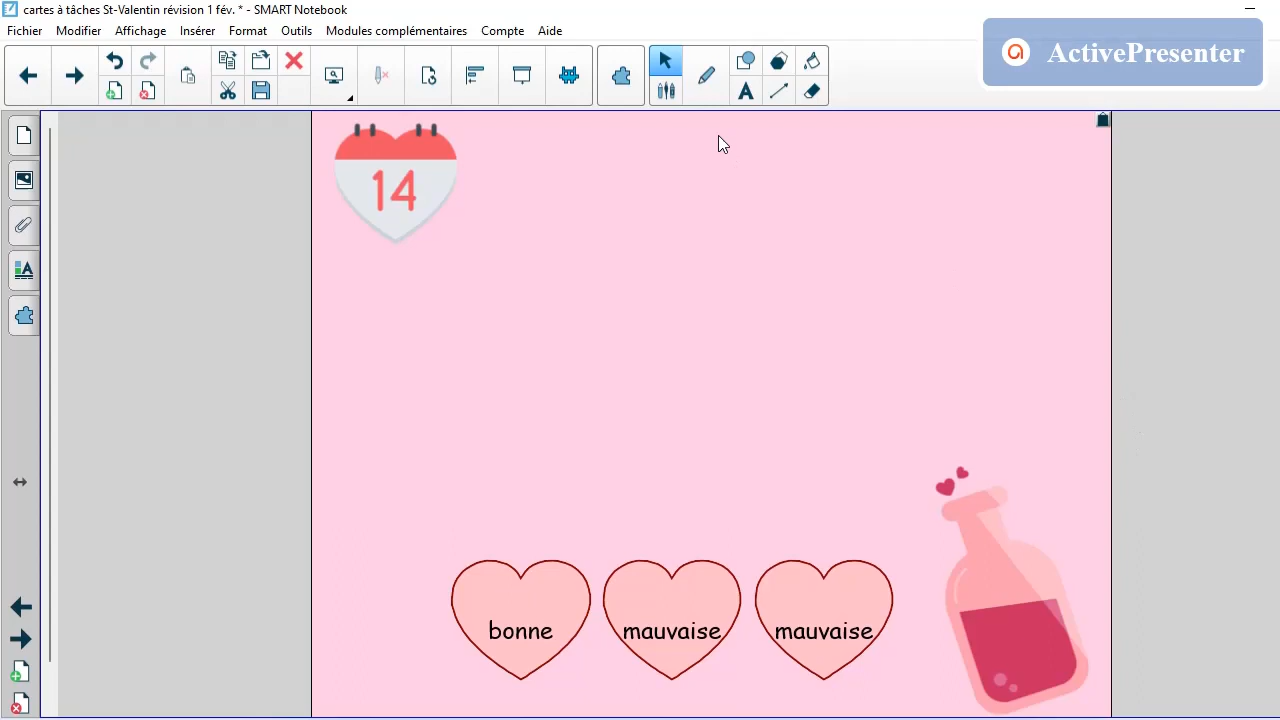 cartes à tâches St-Valentin révision 1 fév. * - SMART Notebook
Fichier Modifier Affichage Insérer Format Outils Modules complémentaires Compte Aide
ActivePresenter
14
bonne mauvaise mauvaise